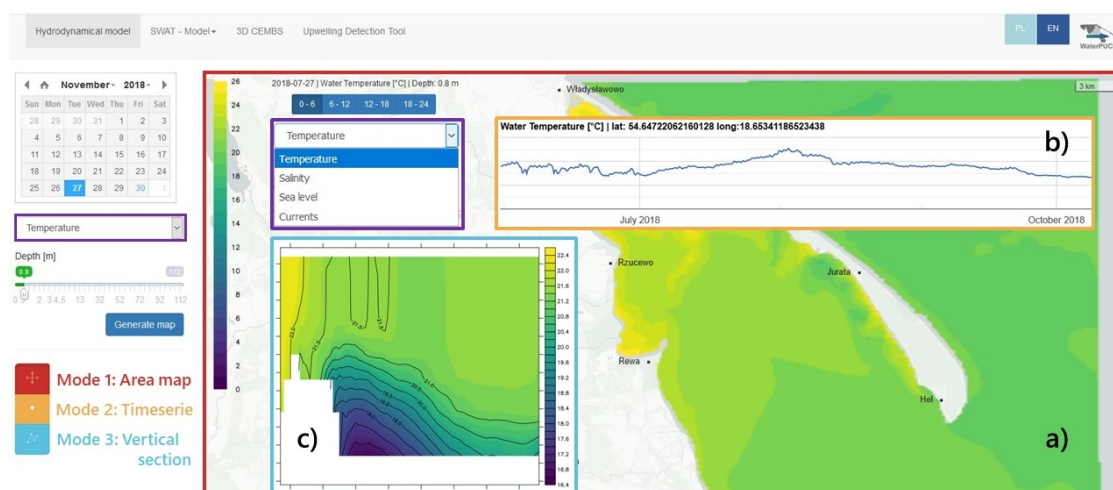 Hydrodynamical model SWAT - Model 3D CEMBS Upwelling Detection Tool
PL EN
WaterPUCK
November 2018
Sun Mon Tue Wed Thu Fri Sat
28 29 30 31 1 2 3
4 5 6 7 8 9 10
11 12 13 14 15 16 17
18 19 20 21 22 23 24
25 26 27 28 29 30 1
Temperature
Depth [m]
0.8 112
2 3 4.5 13 32 52 72 92 112
Generate map
Mode 1: Area map
Mode 2: Timeserie
Mode 3: Vertical
section
26
24
22
20
18
16
14
12
10
8
6
4
2
0
2018-07-27 | Water Temperature [°C] | Depth: 0.8 m
0 - 6 6 - 12 12 - 18 18 - 24
Temperature
Temperature
Salinity
Sea level
Currents
Władysławowo
3 km
Water Temperature [°C] | lat: 54.64722062160128 long:18.65341186523438
b)
July 2018 October 2018
22.4
22.0
21.6
21.2
20.8
20.4
20.0
19.6
19.2
18.8
18.4
18.0
17.6
17.2
16.8
16.4
c)
Rzucewo
Jurata
Rewa
Hel
a)